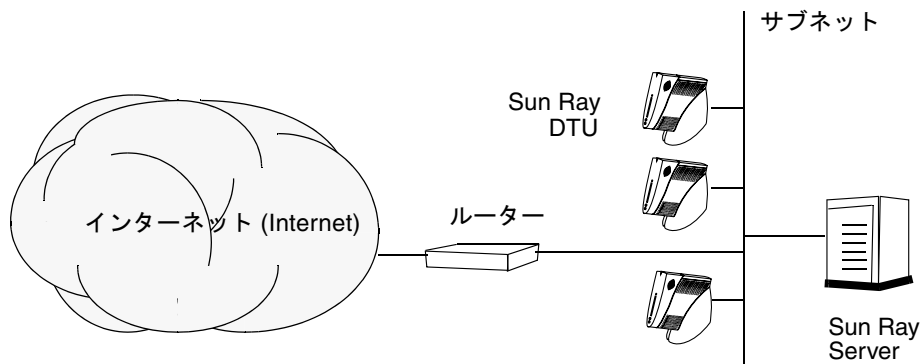 サブネット
Sun Ray
DTU
ルーター
インターネット (Internet)
Sun Ray
Server